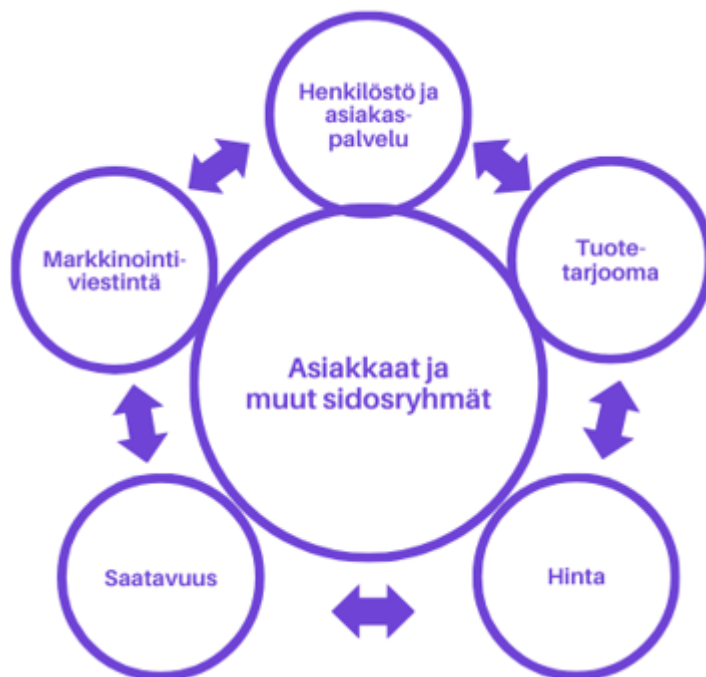 Henkilöstö ja
asiakas-
palvelu
Markkinointi-
viestintä
Tuote-
tarjooma
Asiakkaat ja
muut sidosryhmät
Saatavuus
Hinta